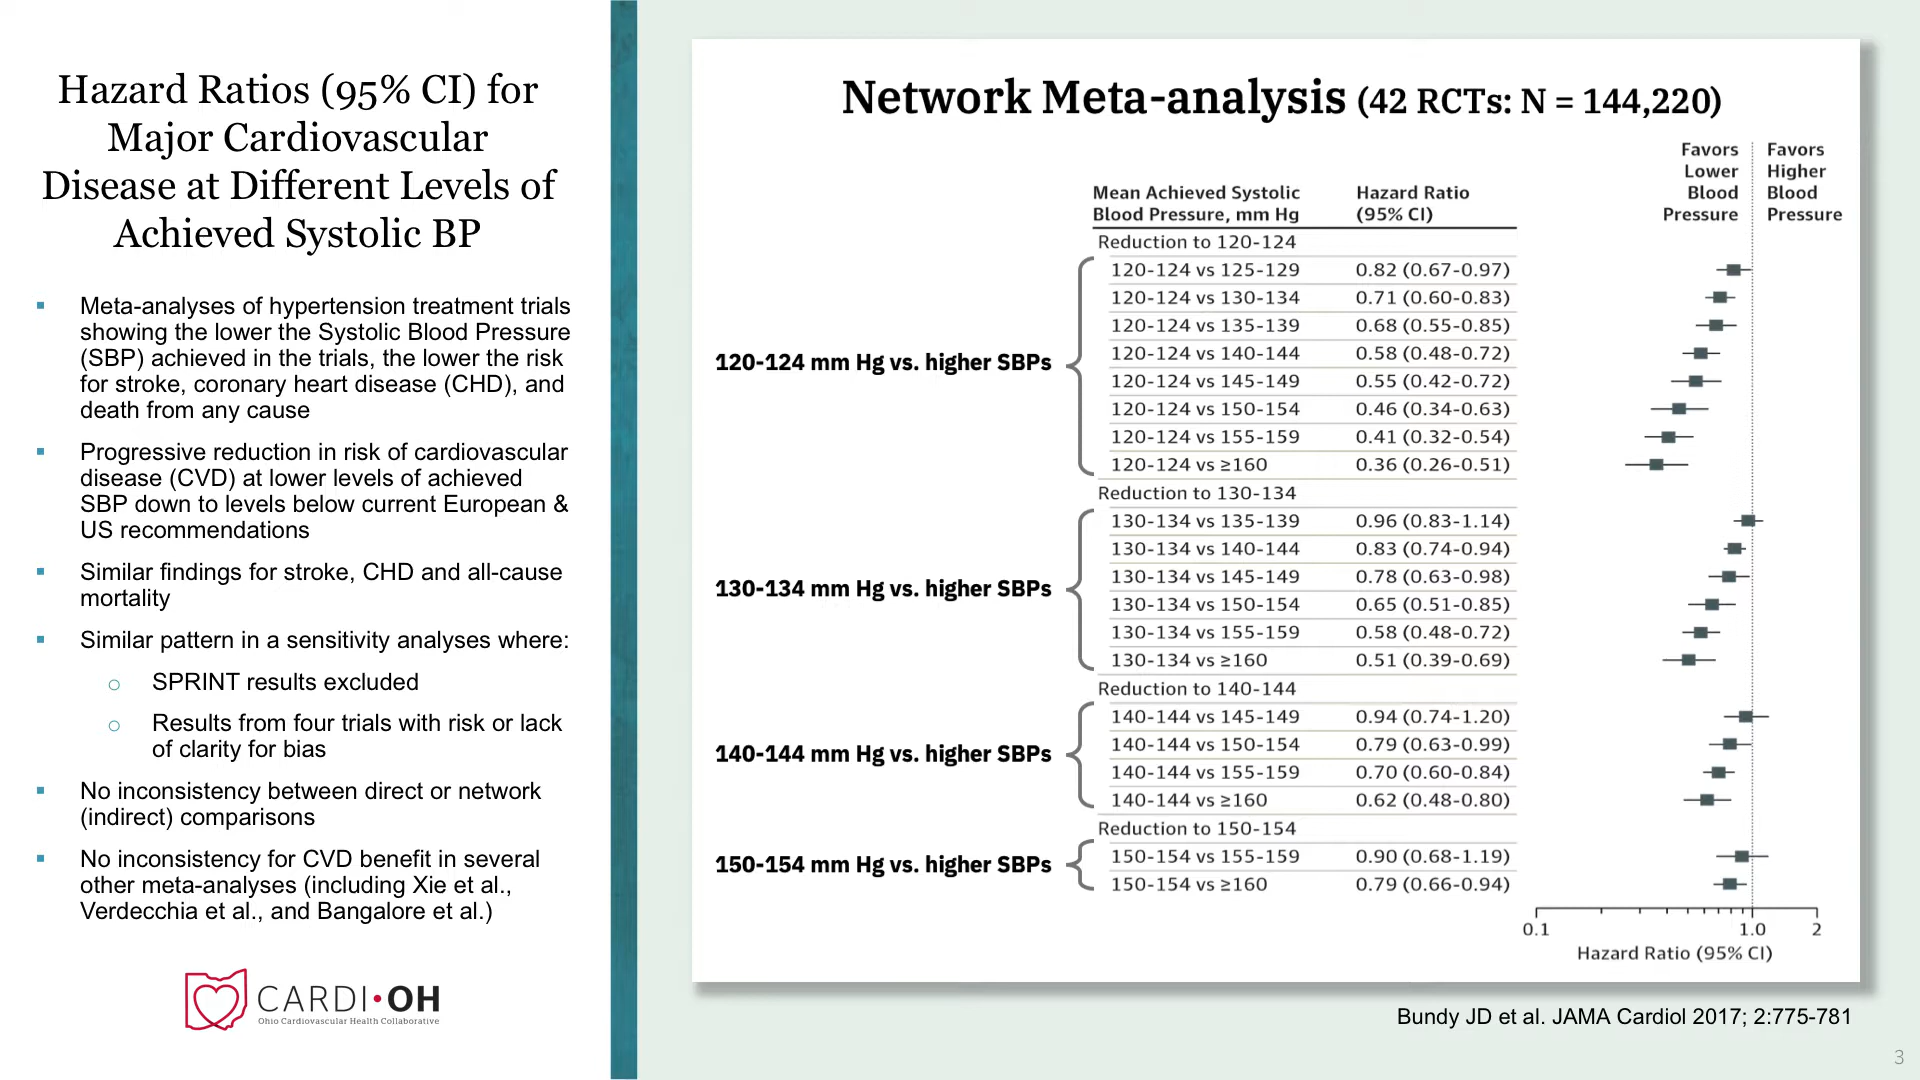 Hazard Ratios (95% CI) for
Major Cardiovascular
Disease at Different Levels of
Achieved Systolic BP
▪ Meta-analyses of hypertension treatment trials
showing the lower the Systolic Blood Pressure
(SBP) achieved in the trials, the lower the risk
for stroke, coronary heart disease (CHD), and
death from any cause
▪ Progressive reduction in risk of cardiovascular
disease (CVD) at lower levels of achieved
SBP down to levels below current European &
US recommendations
▪ Similar findings for stroke, CHD and all-cause
mortality
▪ Similar pattern in a sensitivity analyses where:
o SPRINT results excluded
o Results from four trials with risk or lack
of clarity for bias
▪ No inconsistency between direct or network
(indirect) comparisons
▪ No inconsistency for CVD benefit in several
other meta-analyses (including Xie et al.,
Verdecchia et al., and Bangalore et al.)
CARDI•OH
Ohio Cardiovascular Health Collaborative
Network Meta-analysis (42 RCTs: N = 144,220)
Favors
Lower
Blood
Pressure
Favors
Higher
Blood
Pressure
Mean Achieved Systolic
Blood Pressure, mm Hg
Hazard Ratio
(95% CI)
120-124 mm Hg vs. higher SBPs
Reduction to 120-124
120-124 vs 125-129 0.82 (0.67-0.97)
120-124 vs 130-134 0.71 (0.60-0.83)
120-124 vs 135-139 0.68 (0.55-0.85)
120-124 vs 140-144 0.58 (0.48-0.72)
120-124 vs 145-149 0.55 (0.42-0.72)
120-124 vs 150-154 0.46 (0.34-0.63)
120-124 vs 155-159 0.41 (0.32-0.54)
120-124 vs ≥160 0.36 (0.26-0.51)
130-134 mm Hg vs. higher SBPs
Reduction to 130-134
130-134 vs 135-139 0.96 (0.83-1.14)
130-134 vs 140-144 0.83 (0.74-0.94)
130-134 vs 145-149 0.78 (0.63-0.98)
130-134 vs 150-154 0.65 (0.51-0.85)
130-134 vs 155-159 0.58 (0.48-0.72)
130-134 vs ≥160 0.51 (0.39-0.69)
140-144 mm Hg vs. higher SBPs
Reduction to 140-144
140-144 vs 145-149 0.94 (0.74-1.20)
140-144 vs 150-154 0.79 (0.63-0.99)
140-144 vs 155-159 0.70 (0.60-0.84)
140-144 vs ≥160 0.62 (0.48-0.80)
150-154 mm Hg vs. higher SBPs
Reduction to 150-154
150-154 vs 155-159 0.90 (0.68-1.19)
150-154 vs ≥160 0.79 (0.66-0.94)
0.1 1.0 2
Hazard Ratio (95% CI)
Bundy JD et al. JAMA Cardiol 2017; 2:775-781
3